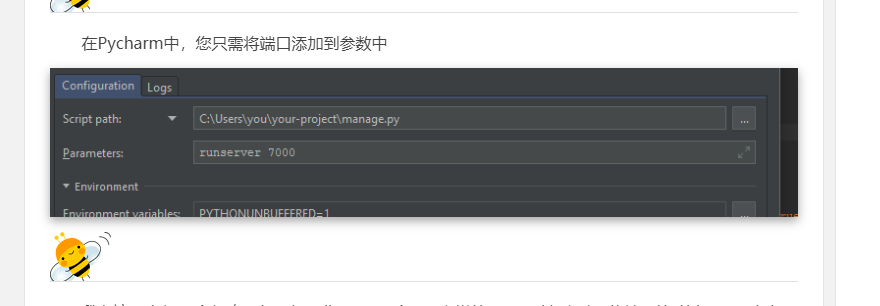 在Pycharm中，您只需将端口添加到参数中
Configuration Logs
Script path: C:\Users\you\your-project\manage.py ...
Parameters: runserver 7000
Environment
Environment variables: PYTHONUNBUFFERED=1 ...